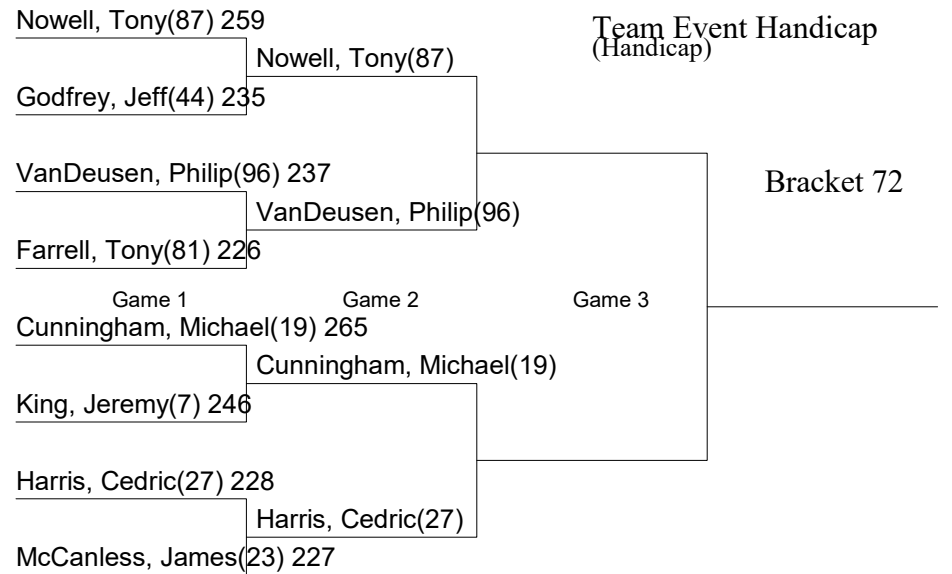 Nowell, Tony(87) 259
Team Event Handicap
(Handicap)
Nowell, Tony(87)
Godfrey, Jeff(44) 235
VanDeusen, Philip(96) 237
Bracket 72
VanDeusen, Philip(96)
Farrell, Tony(81) 226
Game 1 Game 2 Game 3
Cunningham, Michael(19) 265
Cunningham, Michael(19)
King, Jeremy(7) 246
Harris, Cedric(27) 228
Harris, Cedric(27)
McCanless, James(23) 227